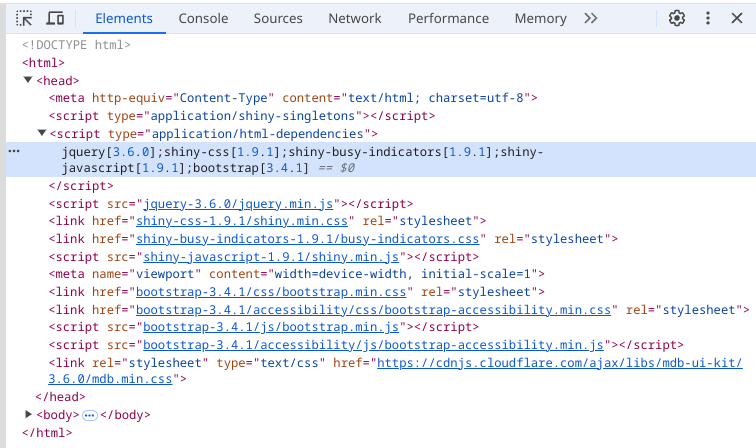 Elements Console Sources Network Performance Memory
<!DOCTYPE html>
<html>
<head>
<meta http-equiv="Content-Type" content="text/html; charset=utf-8">
<script type="application/shiny-singletons"></script>
<script type="application/html-dependencies">
jquery[3.6.0];shiny-css[1.9.1];shiny-busy-indicators[1.9.1];shiny-
javascript[1.9.1];bootstrap[3.4.1] == $0
</script>
<script src="jquery-3.6.0/jquery.min.js"></script>
<link href="shiny-css-1.9.1/shiny.min.css" rel="stylesheet">
<link href="shiny-busy-indicators-1.9.1/busy-indicators.css" rel="stylesheet">
<script src="shiny-javascript-1.9.1/shiny.min.js"></script>
<meta name="viewport" content="width=device-width, initial-scale=1">
<link href="bootstrap-3.4.1/css/bootstrap.min.css" rel="stylesheet">
<link href="bootstrap-3.4.1/accessibility/css/bootstrap-accessibility.min.css" rel="stylesheet">
<script src="bootstrap-3.4.1/js/bootstrap.min.js"></script>
<script src="bootstrap-3.4.1/accessibility/js/bootstrap-accessibility.min.js"></script>
<link rel="stylesheet" type="text/css" href="https://cdnjs.cloudflare.com/ajax/libs/mdb-ui-kit/
3.6.0/mdb.min.css">
</head>
<body> ••• </body>
</html>